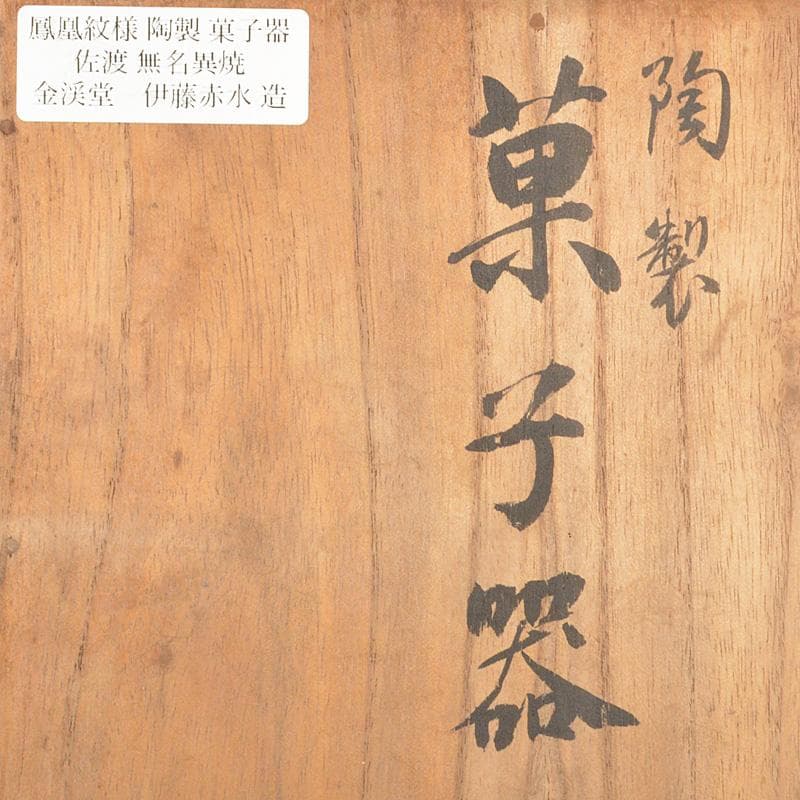 鳳凰紋様 陶製 菓子器
佐渡 無名異焼
金渓堂　伊藤赤水 造
陶製
菓子器